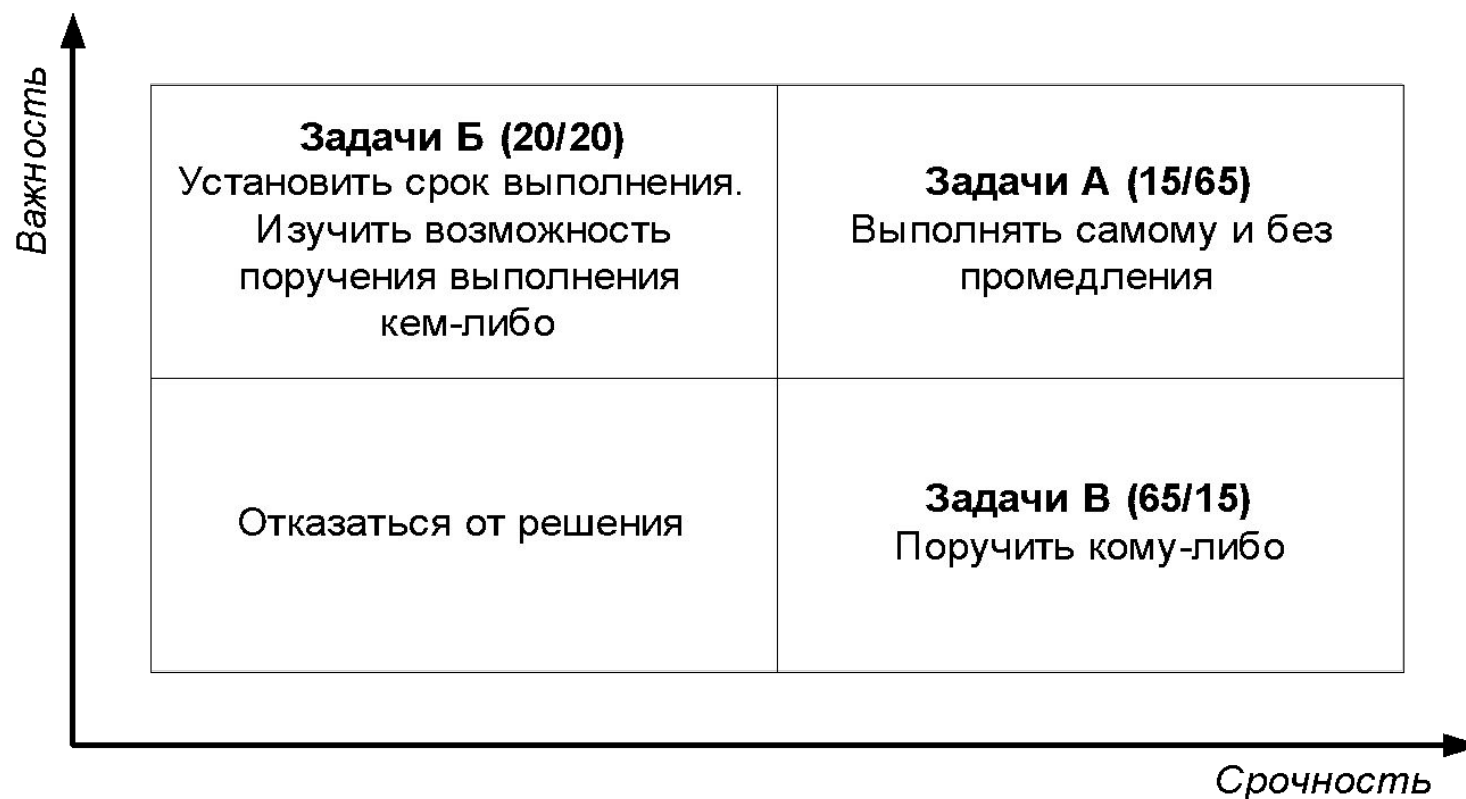 Важность
Задачи Б (20/20)
Установить срок выполнения.
Изучить возможность
поручения выполнения
кем-либо
Задачи А (15/65)
Выполнять самому и без
промедления
Отказаться от решения
Задачи В (65/15)
Поручить кому-либо
Срочность